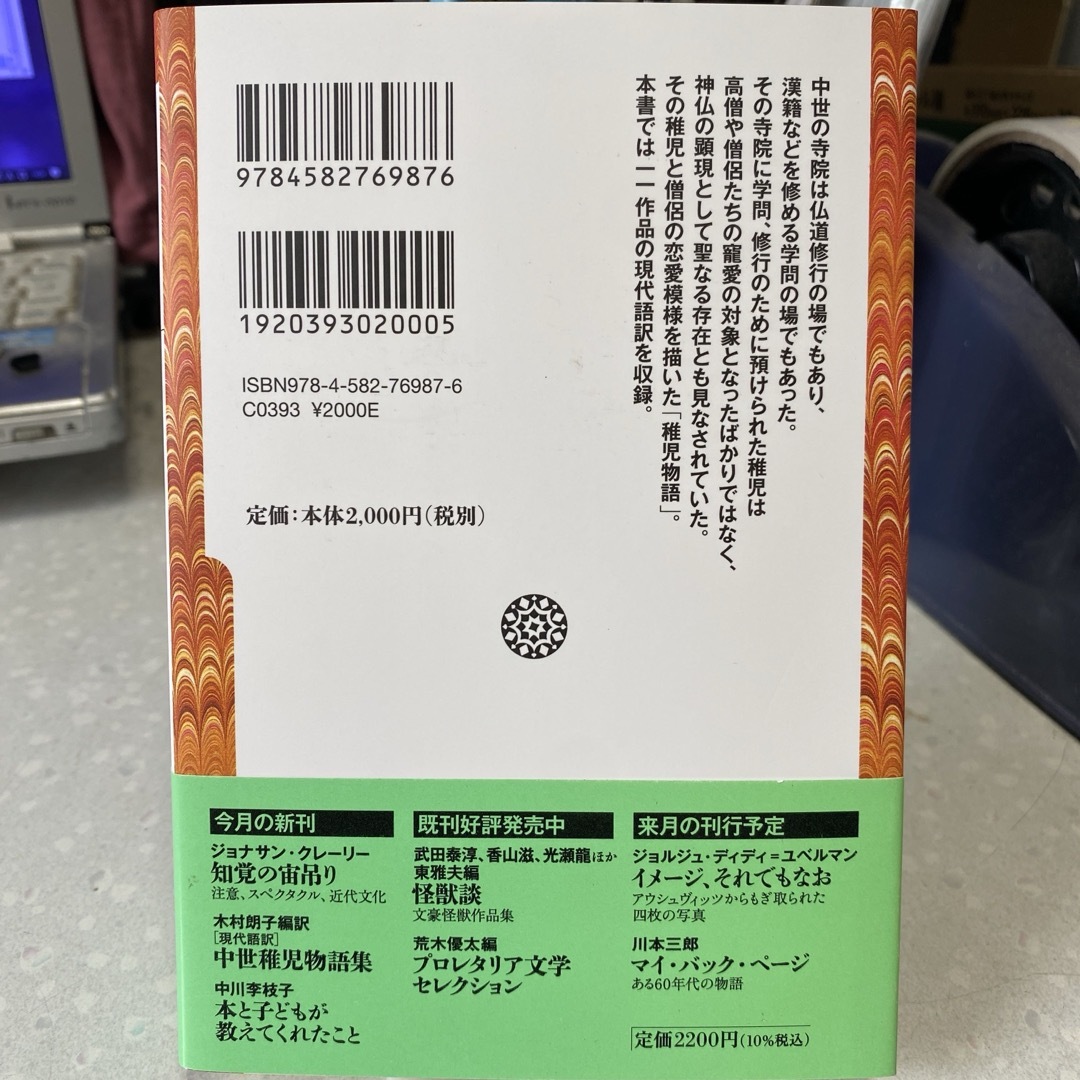 中世の寺院は仏道修行の場でもあり、
漢籍などを修める学問の場でもあった。
その寺院に学問、修行のために預けられた稚児は
高僧や僧侶たちの寵愛の対象となったばかりではなく、
神仏の顕現として聖なる存在とも見なされていた。
その稚児と僧侶の恋愛模様を描いた「稚児物語」。
本書では一一作品の現代語訳を収録。
9784582769876
1920393020005
ISBN978-4-582-76987-6
C0393 ¥2000E
定価：本体2,000円（税別）
今月の新刊
ジョナサン・クレーリー
知覚の宙吊り
注意、スペクタクル、近代文化
木村朗子編訳
［現代語訳］
中世稚児物語集
中川李枝子
本と子どもが
教えてくれたこと
既刊好評発売中
武田泰淳、香山滋、光瀬龍ほか
東雅夫編
怪獣談
文豪怪獣作品集
荒木優太編
プロレタリア文学
セレクション
来月の刊行予定
ジョルジュ・ディディ＝ユベルマン
イメージ、それでもなお
アウシュヴィッツからもぎ取られた
四枚の写真
川本三郎
マイ・バック・ページ
ある60年代の物語
定価2200円（10%税込）